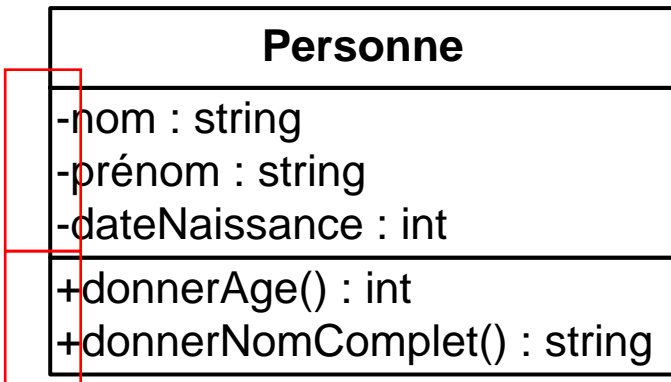 Personne
-nom : string
-prénom : string
-dateNaissance : int
+donnerAge() : int
+donnerNomComplet() : string